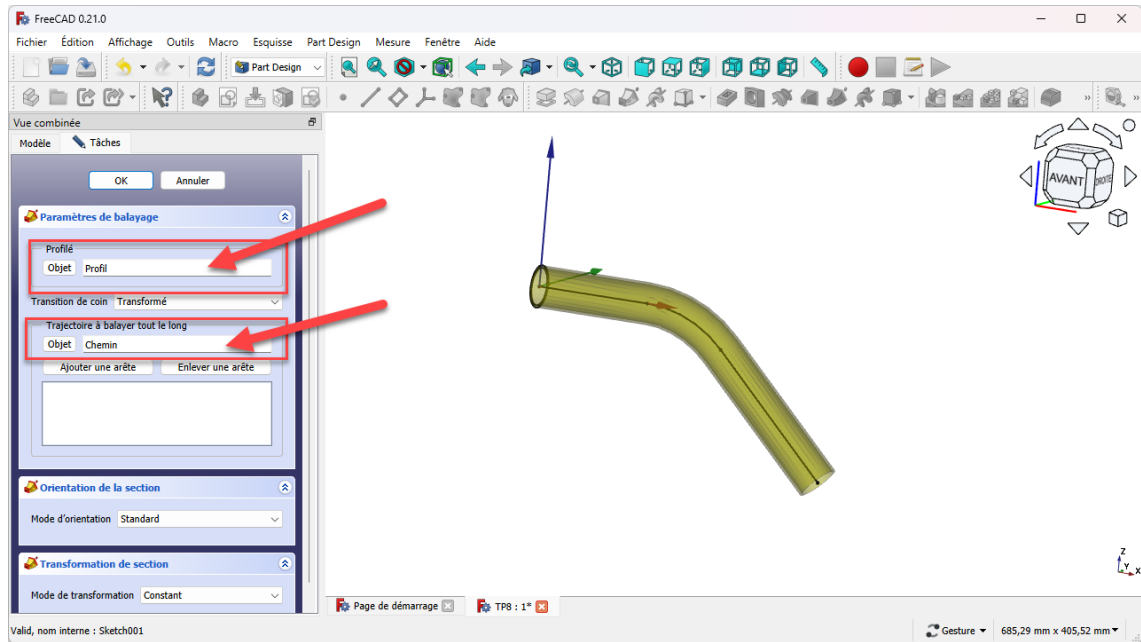 FreeCAD 0.21.0
Fichier Édition Affichage Outils Macro Esquisse Part Design Mesure Fenêtre Aide
Part Design
Vue combinée
Modèle Tâches
OK Annuler
Paramètres de balayage
Profilé
Objet Profil
Transition de coin Transformé
Trajectoire à balayer tout le long
Objet Chemin
Ajouter une arête Enlever une arête
Orientation de la section
Mode d'orientation Standard
Transformation de section
Mode de transformation Constant
AVANT DROITE
Z
Y X
Page de démarrage TP8 : 1*
Valid, nom interne : Sketch001 Gesture 685,29 mm x 405,52 mm